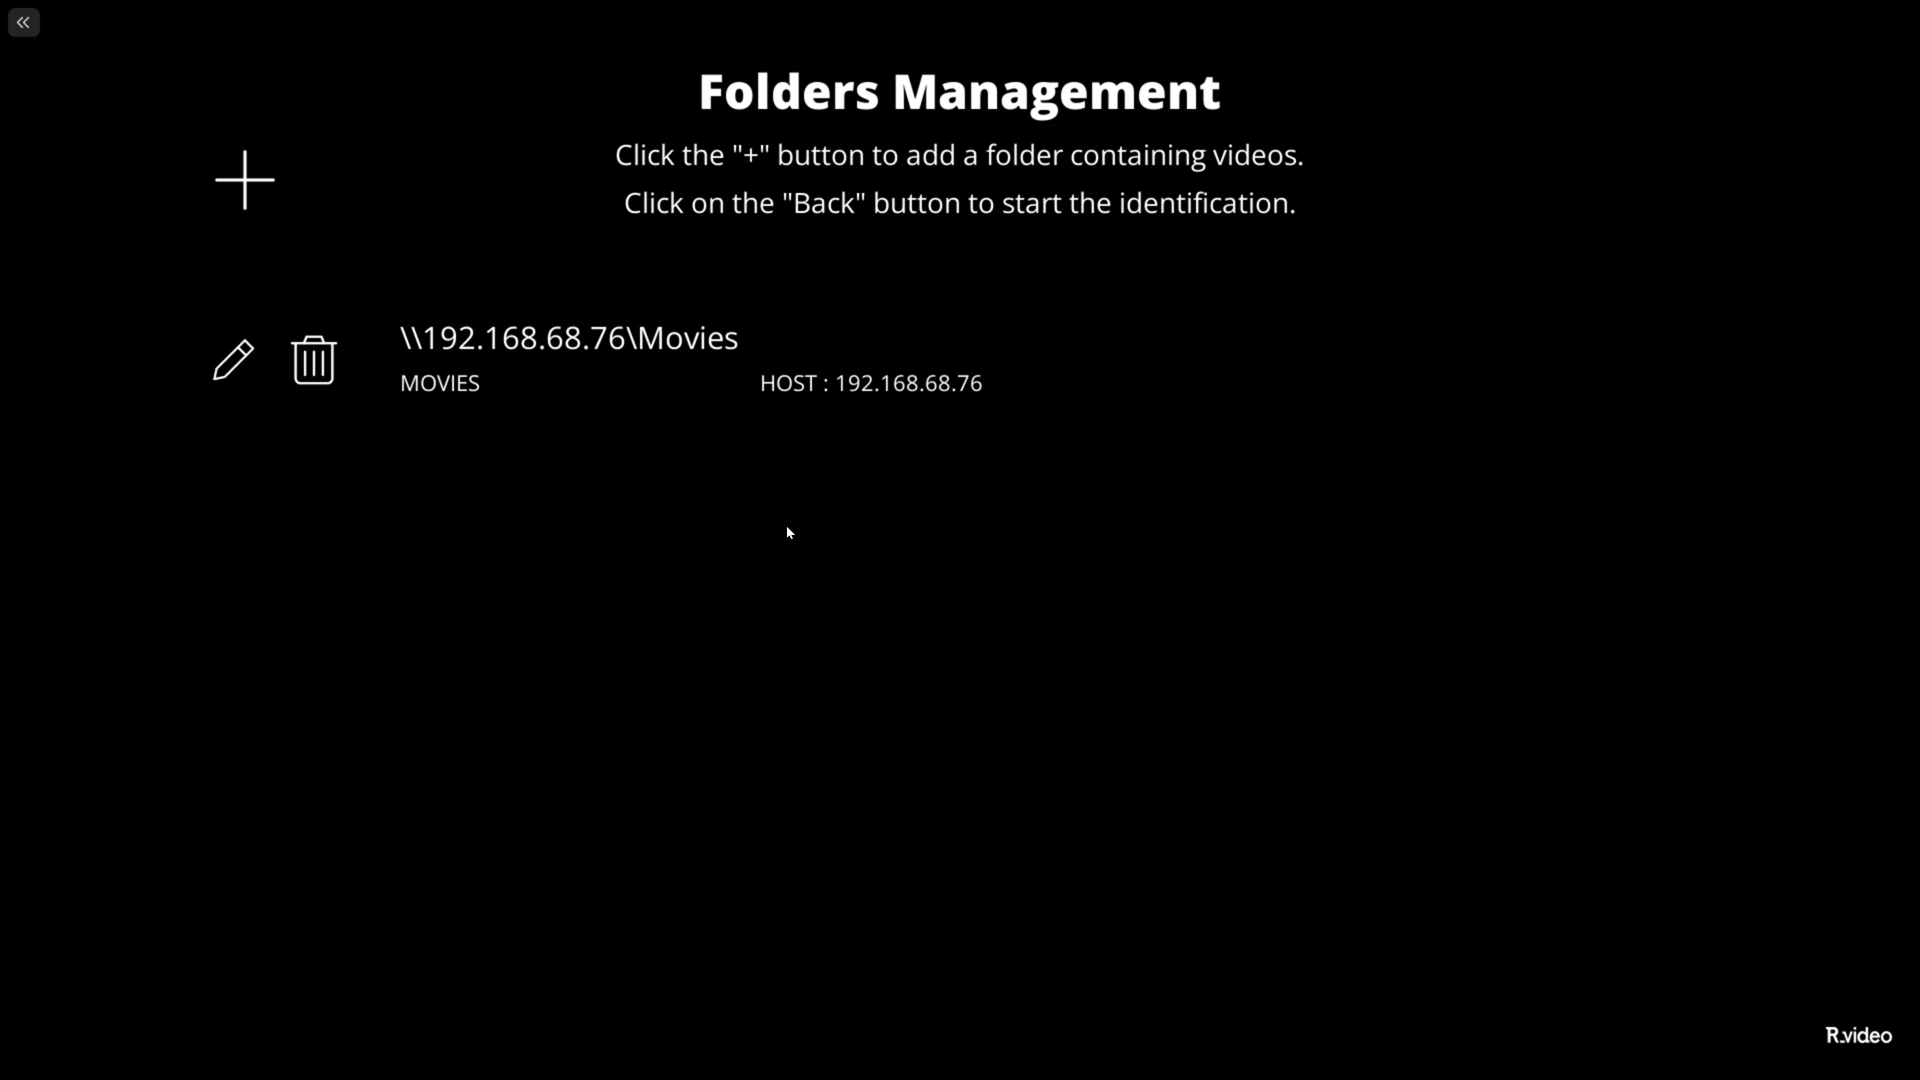 Folders Management
Click the "+" button to add a folder containing videos.
Click on the "Back" button to start the identification.
\\192.168.68.76\Movies
MOVIES HOST : 192.168.68.76
R.video